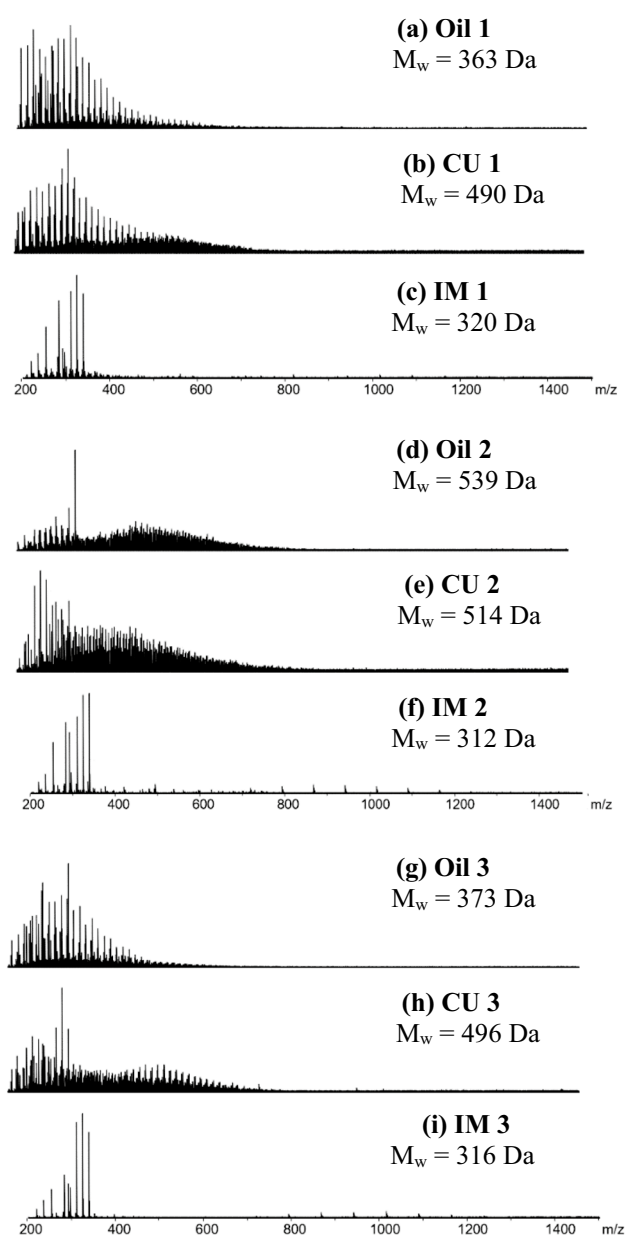 (a) Oil 1
Mw = 363 Da
(b) CU 1
Mw = 490 Da
(c) IM 1
Mw = 320 Da
200 400 600 800 1000 1200 1400 m/z
(d) Oil 2
Mw = 539 Da
(e) CU 2
Mw = 514 Da
(f) IM 2
Mw = 312 Da
200 400 600 800 1000 1200 1400 m/z
(g) Oil 3
Mw = 373 Da
(h) CU 3
Mw = 496 Da
(i) IM 3
Mw = 316 Da
200 400 600 800 1000 1200 1400 m/z